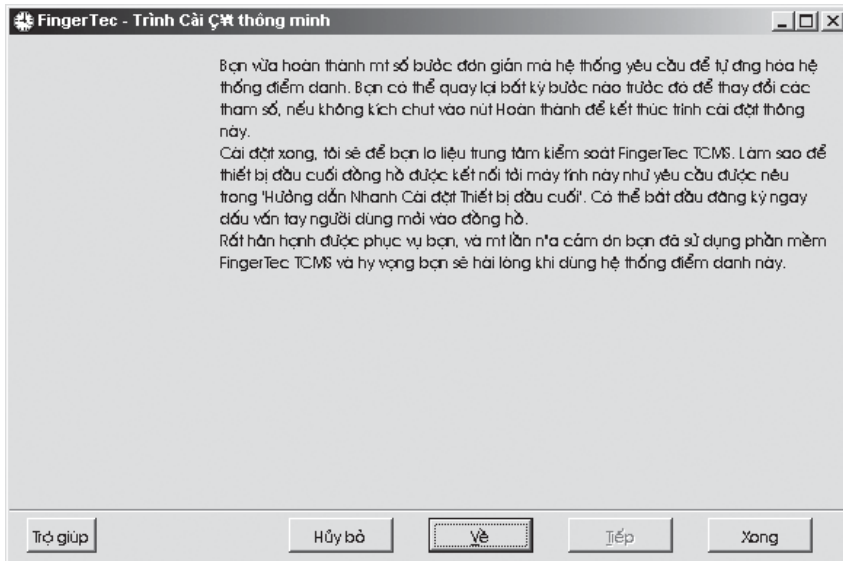 FingerTec - Trình Cài Ç¥t thông minh
Bạn vừa hoàn thành mt số bước đơn giản mà hệ thống yêu cầu để tự đng hóa hệ
thống điểm danh. Bạn có thể quay lại bất kỳ bước nào trước đó để thay đổi các
tham số, nếu không kích chut vào nút Hoàn thành để kết thúc trình cài đặt thông
này.
Cài đặt xong, tôi sẽ để bạn lo liệu trung tâm kiểm soát FingerTec TCMS. Làm sao để
thiết bị đầu cuối đồng hồ được kết nối tới máy tính này như yêu cầu được nêu
trong 'Hướng dẫn Nhanh Cài đặt Thiết bị đầu cuối'. Có thể bắt đầu đăng ký ngay
dấu vấn tay người dùng mới vào đồng hồ.
Rất hân hạnh được phục vụ bạn, và mt lần n"a cám ơn bạn đã sử dụng phần mềm
FingerTec TCMS và hy vọng bạn sẽ hài lòng khi dùng hệ thống điểm danh này.
Trợ giúp
Hủy bỏ
Về
Tiếp
Xong